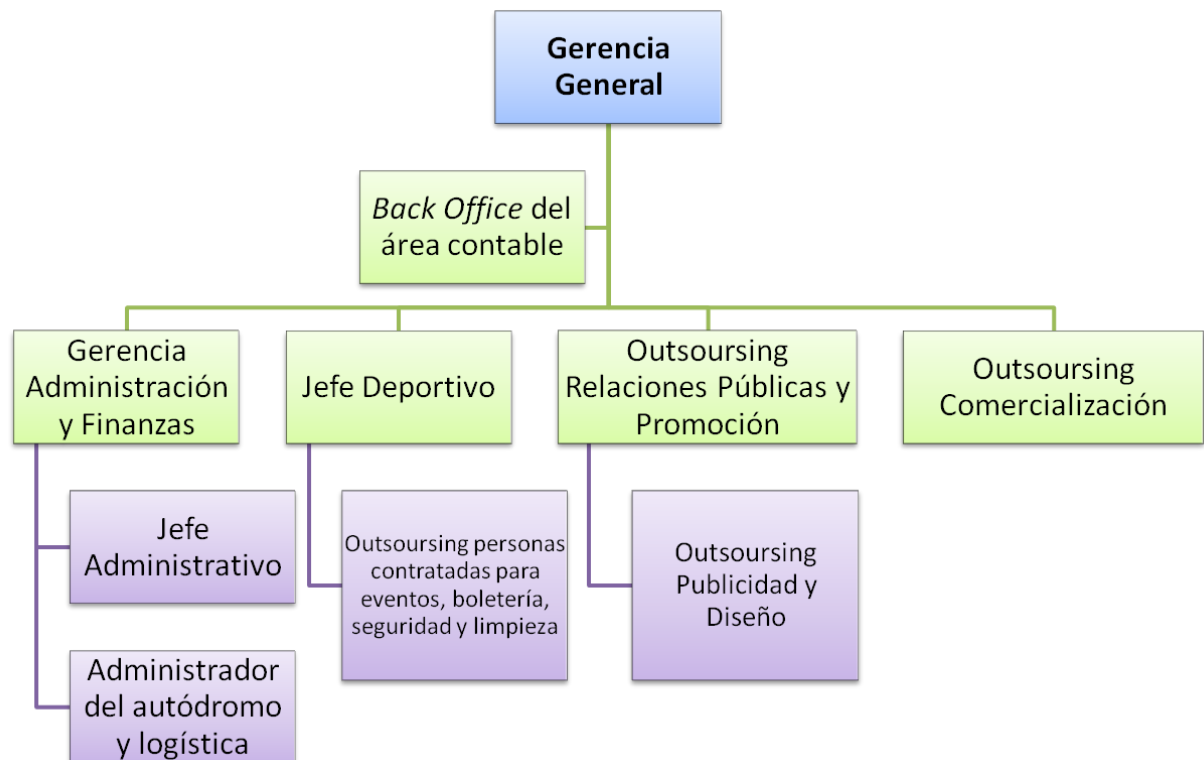 Gerencia
General
Back Office del
área contable
Gerencia
Administración
y Finanzas
Jefe Deportivo
Outsoursing
Relaciones Públicas y
Promoción
Outsoursing
Comercialización
Jefe
Administrativo
Outsoursing personas
contratadas para
eventos, boletería,
seguridad y limpieza
Outsoursing
Publicidad y
Diseño
Administrador
del autódromo
y logística